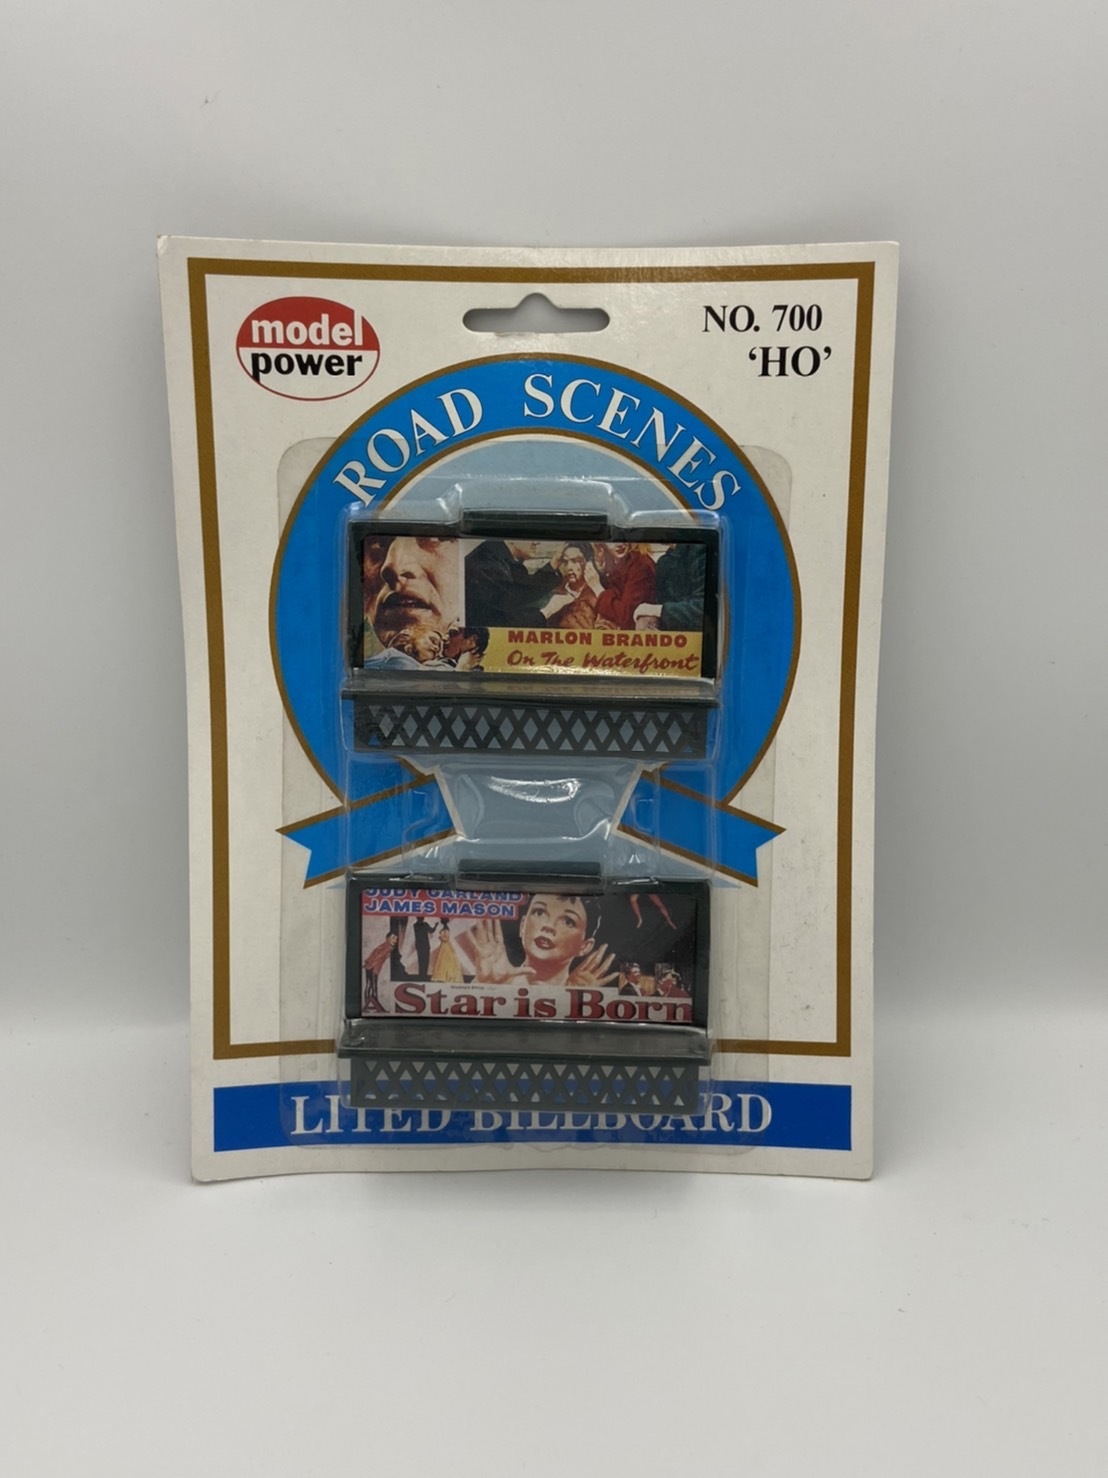 model
power
NO. 700
'HO'
ROAD SCENES
MARLON BRANDO
On The Waterfront
JUDY GARLAND
JAMES MASON
A Star is Born
LITED BILLBOARD